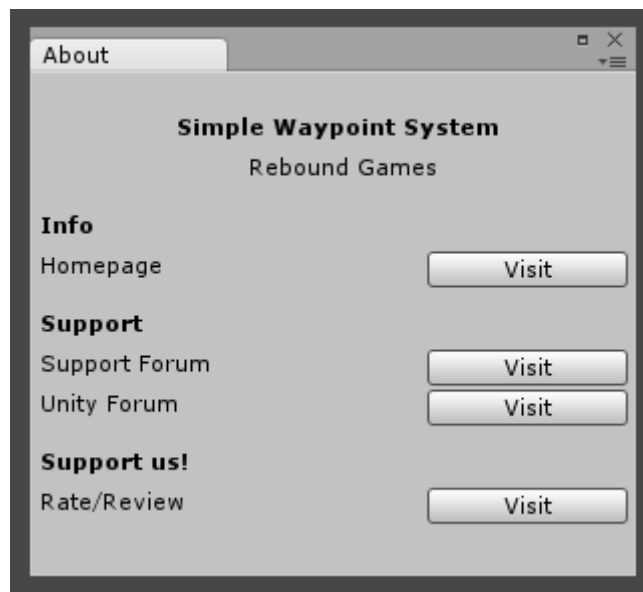 About
Simple Waypoint System
Rebound Games
Info
Homepage Visit
Support
Support Forum Visit
Unity Forum Visit
Support us!
Rate/Review Visit